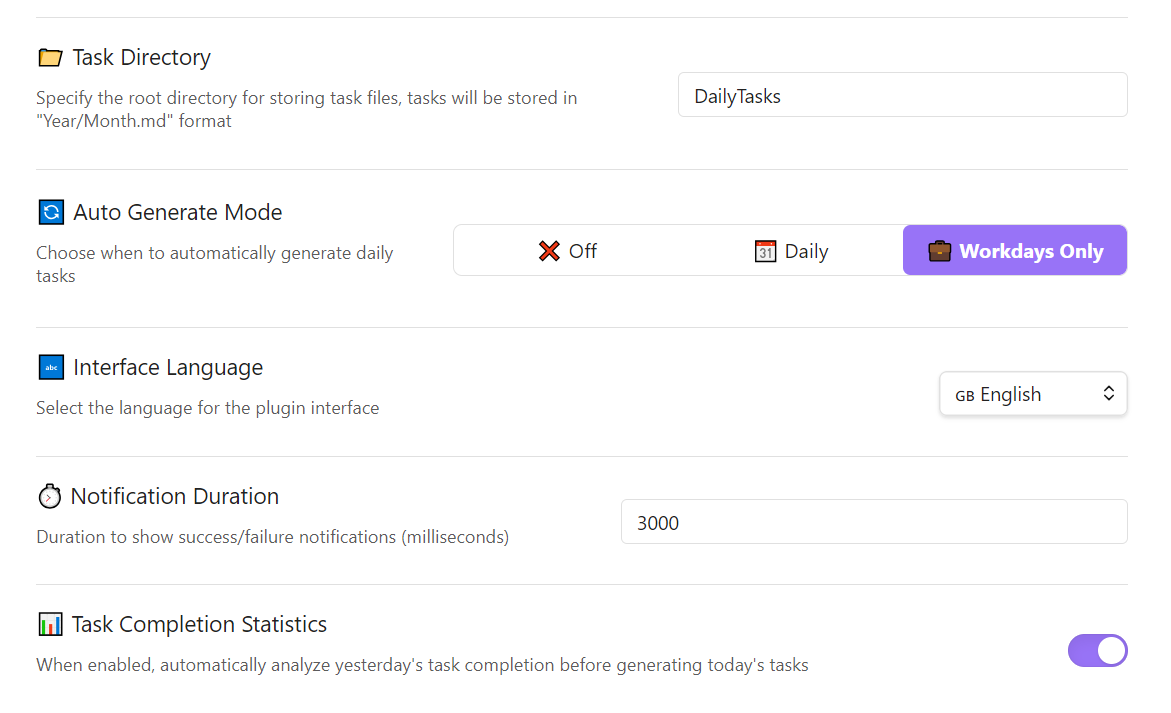 Task Directory
Specify the root directory for storing task files, tasks will be stored in
"Year/Month.md" format
DailyTasks
Auto Generate Mode
Choose when to automatically generate daily
tasks
Off
31 Daily
Workdays Only
abc Interface Language
Select the language for the plugin interface
GB English
Notification Duration
Duration to show success/failure notifications (milliseconds)
3000
Task Completion Statistics
When enabled, automatically analyze yesterday's task completion before generating today's tasks